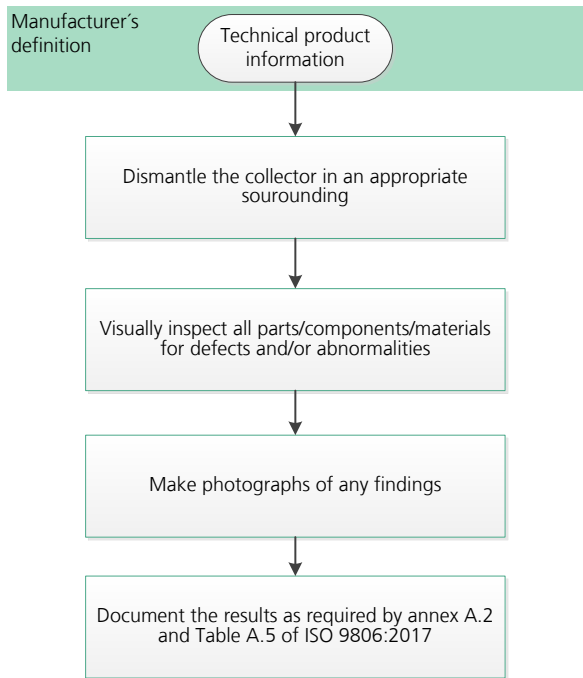 Manufacturer´s
definition
Technical product
information
Dismantle the collector in an appropriate
sourounding
Visually inspect all parts/components/materials
for defects and/or abnormalities
Make photographs of any findings
Document the results as required by annex A.2
and Table A.5 of ISO 9806:2017